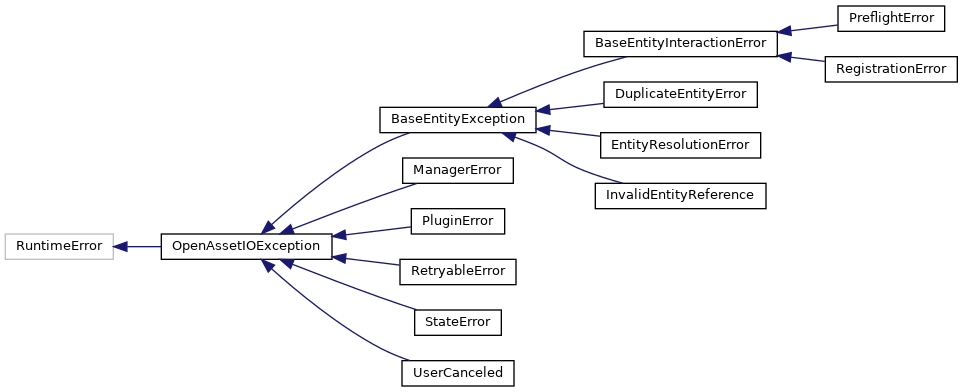 PreflightError
BaseEntityInteractionError
RegistrationError
DuplicateEntityError
BaseEntityException
EntityResolutionError
ManagerError
InvalidEntityReference
PluginError
RuntimeError
OpenAssetIOException
RetryableError
StateError
UserCanceled